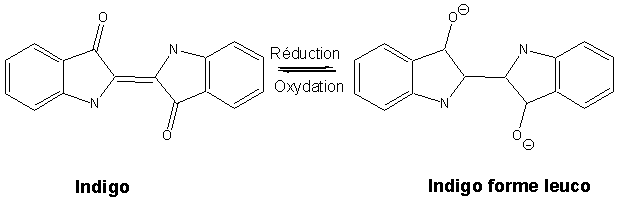 O
N
Réduction
Oxydation
N
O
Indigo
O ⊖
N
N
O ⊖
Indigo forme leuco